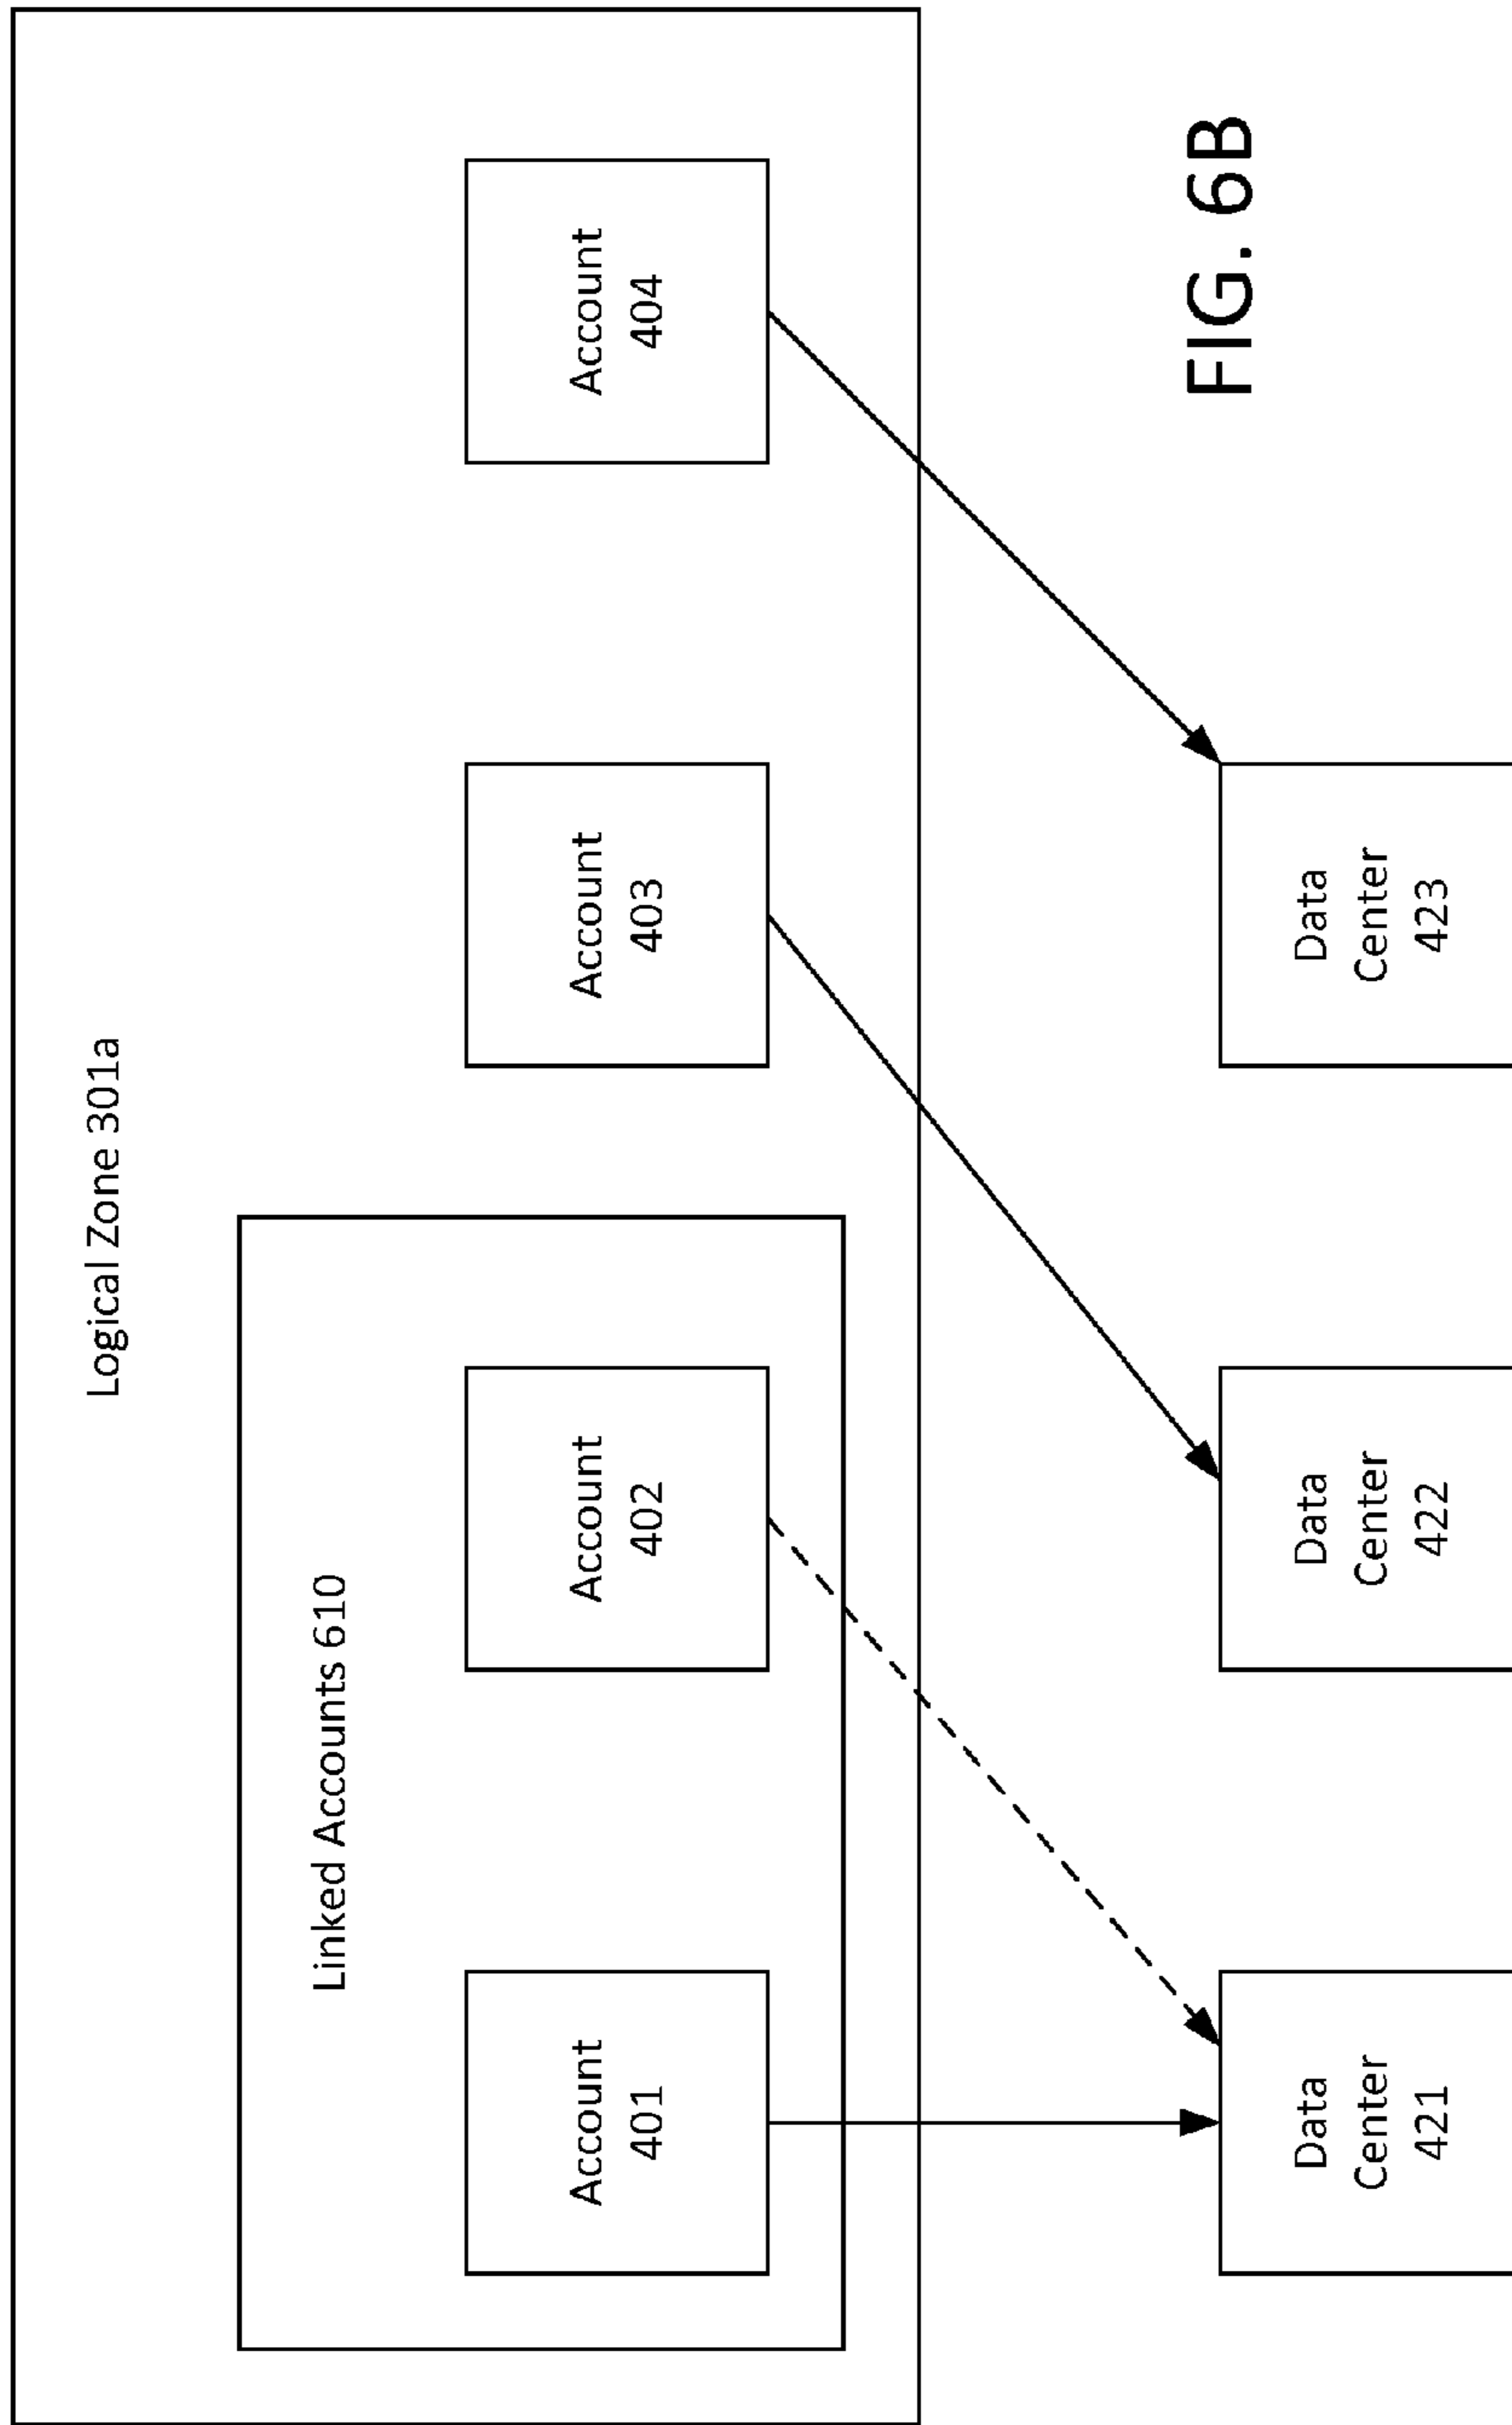 Logical Zone 301a
Linked Accounts 610
Account
401
Account
402
Account
403
Account
404
Data
Center
421
Data
Center
422
Data
Center
423
FIG. 6B